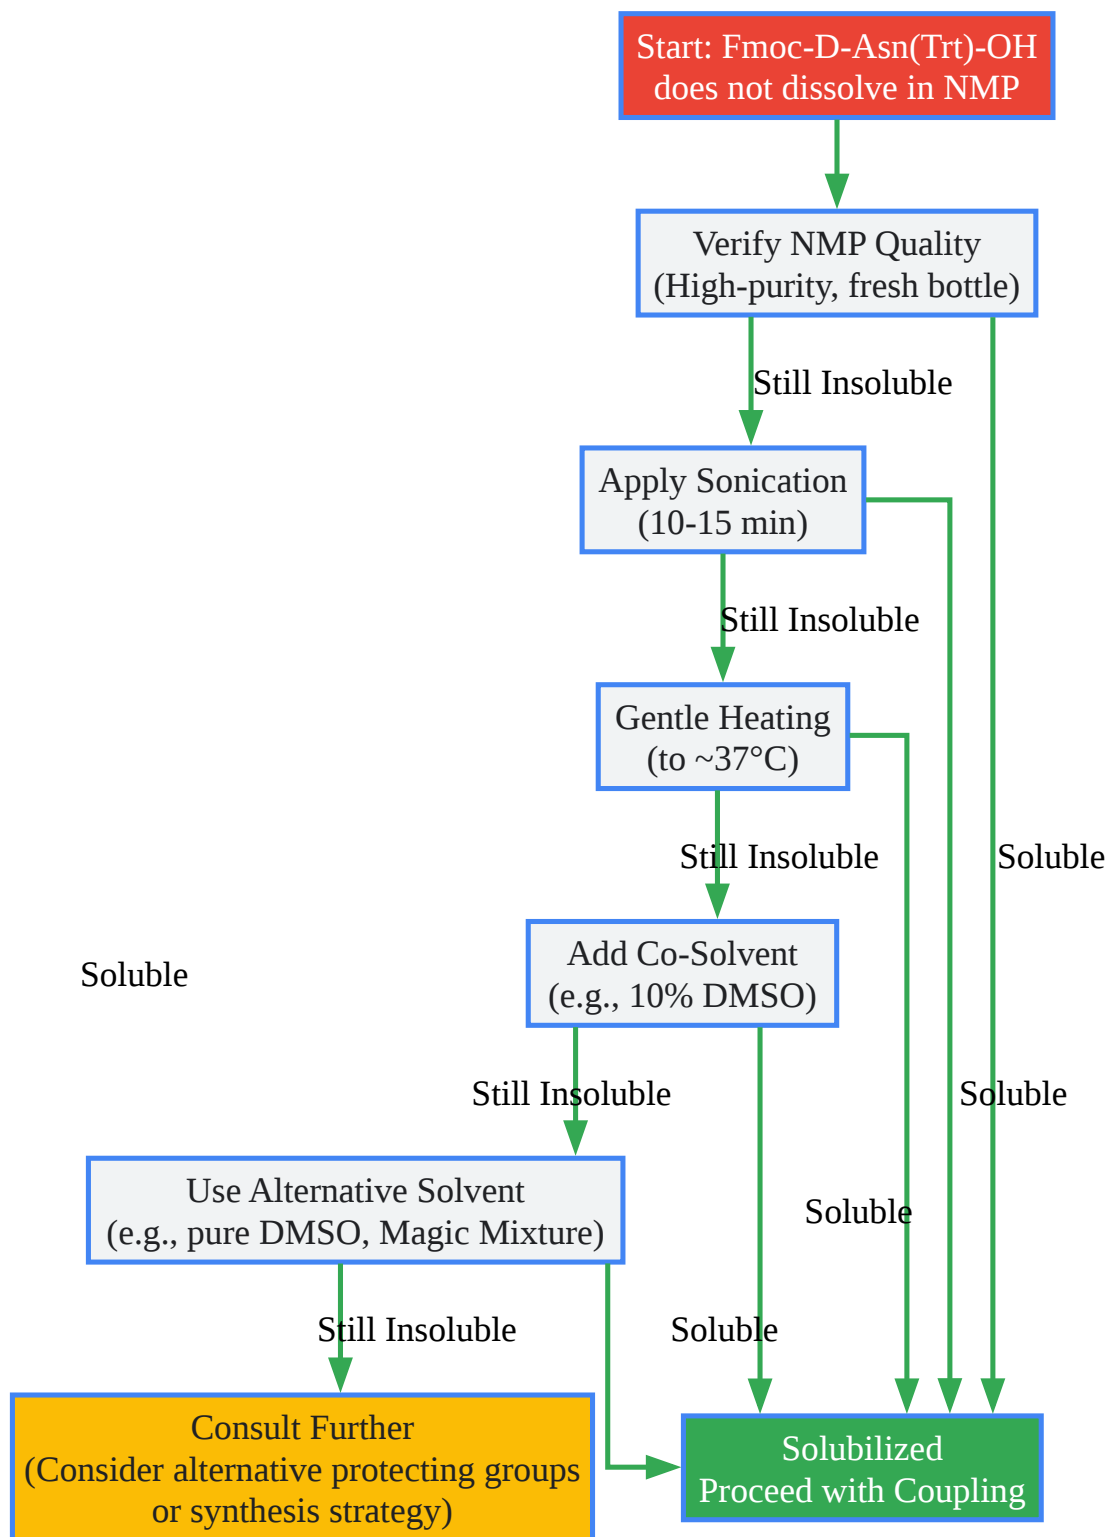 Start: Fmoc-D-Asn(Trt)-OH
does not dissolve in NMP
Verify NMP Quality
(High-purity, fresh bottle)
Still Insoluble
Apply Sonication
(10-15 min)
Still Insoluble
Gentle Heating
(to ~37°C)
Still Insoluble
Soluble
Add Co-Solvent
(e.g., 10% DMSO)
Soluble
Still Insoluble
Soluble
Use Alternative Solvent
(e.g., pure DMSO, Magic Mixture)
Soluble
Still Insoluble
Soluble
Consult Further
(Consider alternative protecting groups
or synthesis strategy)
Solubilized
Proceed with Coupling